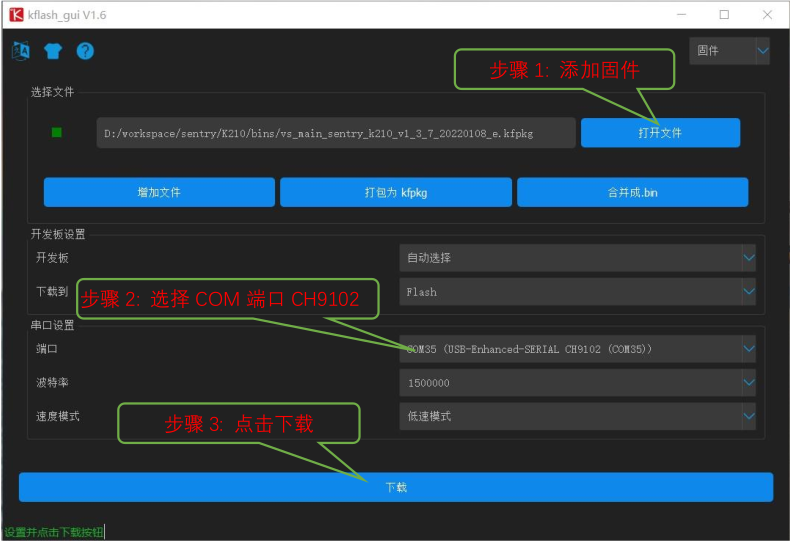 kflash_gui V1.6
固件
步骤 1: 添加固件
选择文件
D:/workspace/sentry/K210/bins/vs_main_sentry_k210_v1_3_7_20220108_e.kfpkg
打开文件
增加文件
打包为 kfpkg
合并成.bin
开发板设置
开发板
自动选择
下载到
Flash
步骤 2: 选择 COM 端口 CH9102
串口设置
端口
COM35 (USB-Enhanced-SERIAL CH9102 (COM35))
波特率
1500000
速度模式
低速模式
步骤 3: 点击下载
下载
设置并点击下载按钮